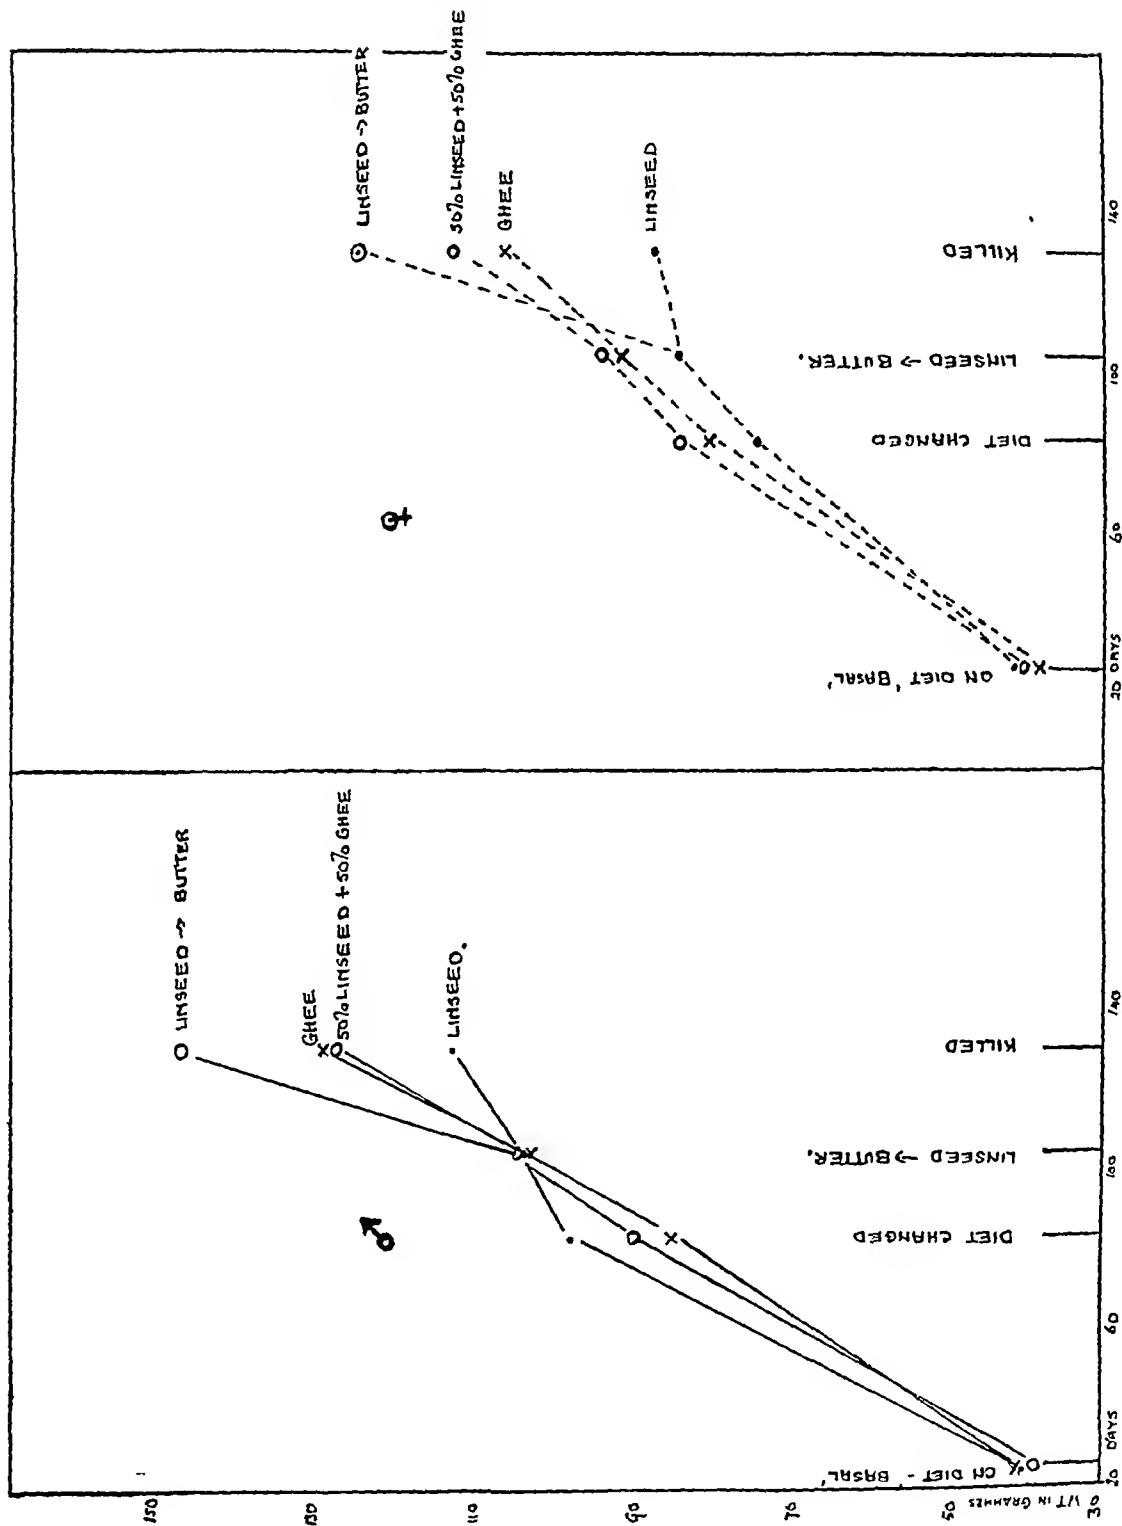 LINSEED → BUTTER
GHEE
50% LINSEED + 50% GHEE
LINSEED.
ON DIET - 'BASAL'
DIET CHANGED
LINSEED → BUTTER.
KILLED
LINSEED → BUTTER
50% LINSEED + 50% GHEE
GHEE
LINSEED
ON DIET 'BASAL'
DIET CHANGED
LINSEED → BUTTER.
KILLED
150
130
110
90
70
50
30
WT IN GRAMMES
20 DAYS
60
100
140
20 DAYS
60
100
140